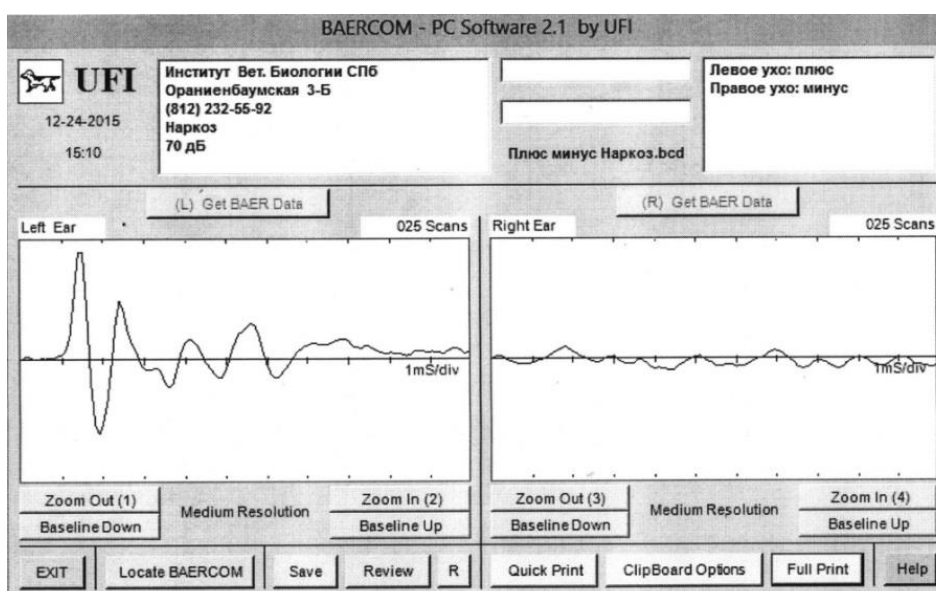 BAERCOM - PC Software 2.1 by UFI
UFI
12-24-2015
15:10
Институт Вет. Биологии СПб
Ораниенбаумская 3-Б
(812) 232-55-92
Наркоз
70 дБ
Плюс минус Наркоз.bcd
Левое ухо: плюс
Правое ухо: минус
(L) Get BAER Data
(R) Get BAER Data
Left Ear
025 Scans
1mS/div
Right Ear
025 Scans
1mS/div
Zoom Out (1)
Baseline Down
Medium Resolution
Zoom In (2)
Baseline Up
Zoom Out (3)
Baseline Down
Medium Resolution
Zoom In (4)
Baseline Up
EXIT
Locate BAERCOM
Save
Review
R
Quick Print
ClipBoard Options
Full Print
Help